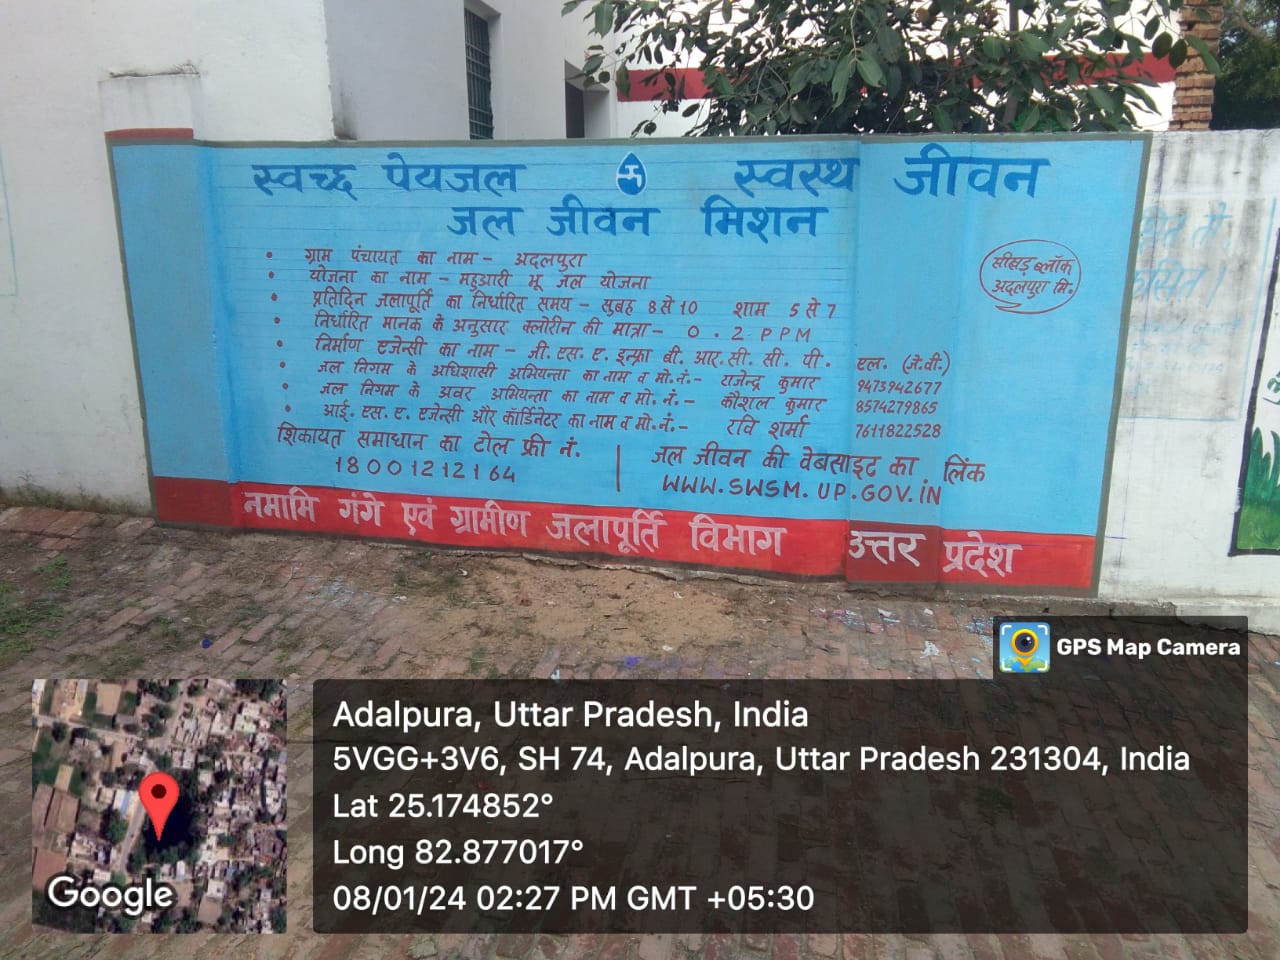 स्वच्छ पेयजल स्वस्थ जीवन
जल जीवन मिशन
• ग्राम पंचायत का नाम – अदलपुरा
• योजना का नाम – महुआरी भू जल योजना
• प्रतिदिन जलापूर्ति का निर्धारित समय – सुबह 8 से 10 शाम 5 से 7
• निर्धारित मानक के अनुसार क्लोरीन की मात्रा – 0.2 PPM
• निर्माण एजेन्सी का नाम – जी. एस. ए. इन्फ्रा बी. आर. सी. सी. पी. एल. (जे.वी.)
• जल निगम के अधिशासी अभियन्ता का नाम व मो.नं.- राजेन्द्र कुमार 9473942677
• जल निगम के अवर अभियन्ता का नाम व मो. नं.- कौशल कुमार 8574279865
• आई. एस. ए. एजेन्सी और कॉर्डिनेटर का नाम व मो.नं.- रवि शर्मा 7611822528
सीखड़ ब्लॉक
अदलपुरा मि.
शिकायत समाधान का टोल फ्री नं.
18001212164
जल जीवन की वेबसाइट का लिंक
WWW.SWSM.UP.GOV.iN
नमामि गंगे एवं ग्रामीण जलापूर्ति विभाग उत्तर प्रदेश
GPS Map Camera
Adalpura, Uttar Pradesh, India
5VGG+3V6, SH 74, Adalpura, Uttar Pradesh 231304, India
Lat 25.174852°
Long 82.877017°
08/01/24 02:27 PM GMT +05:30
Google